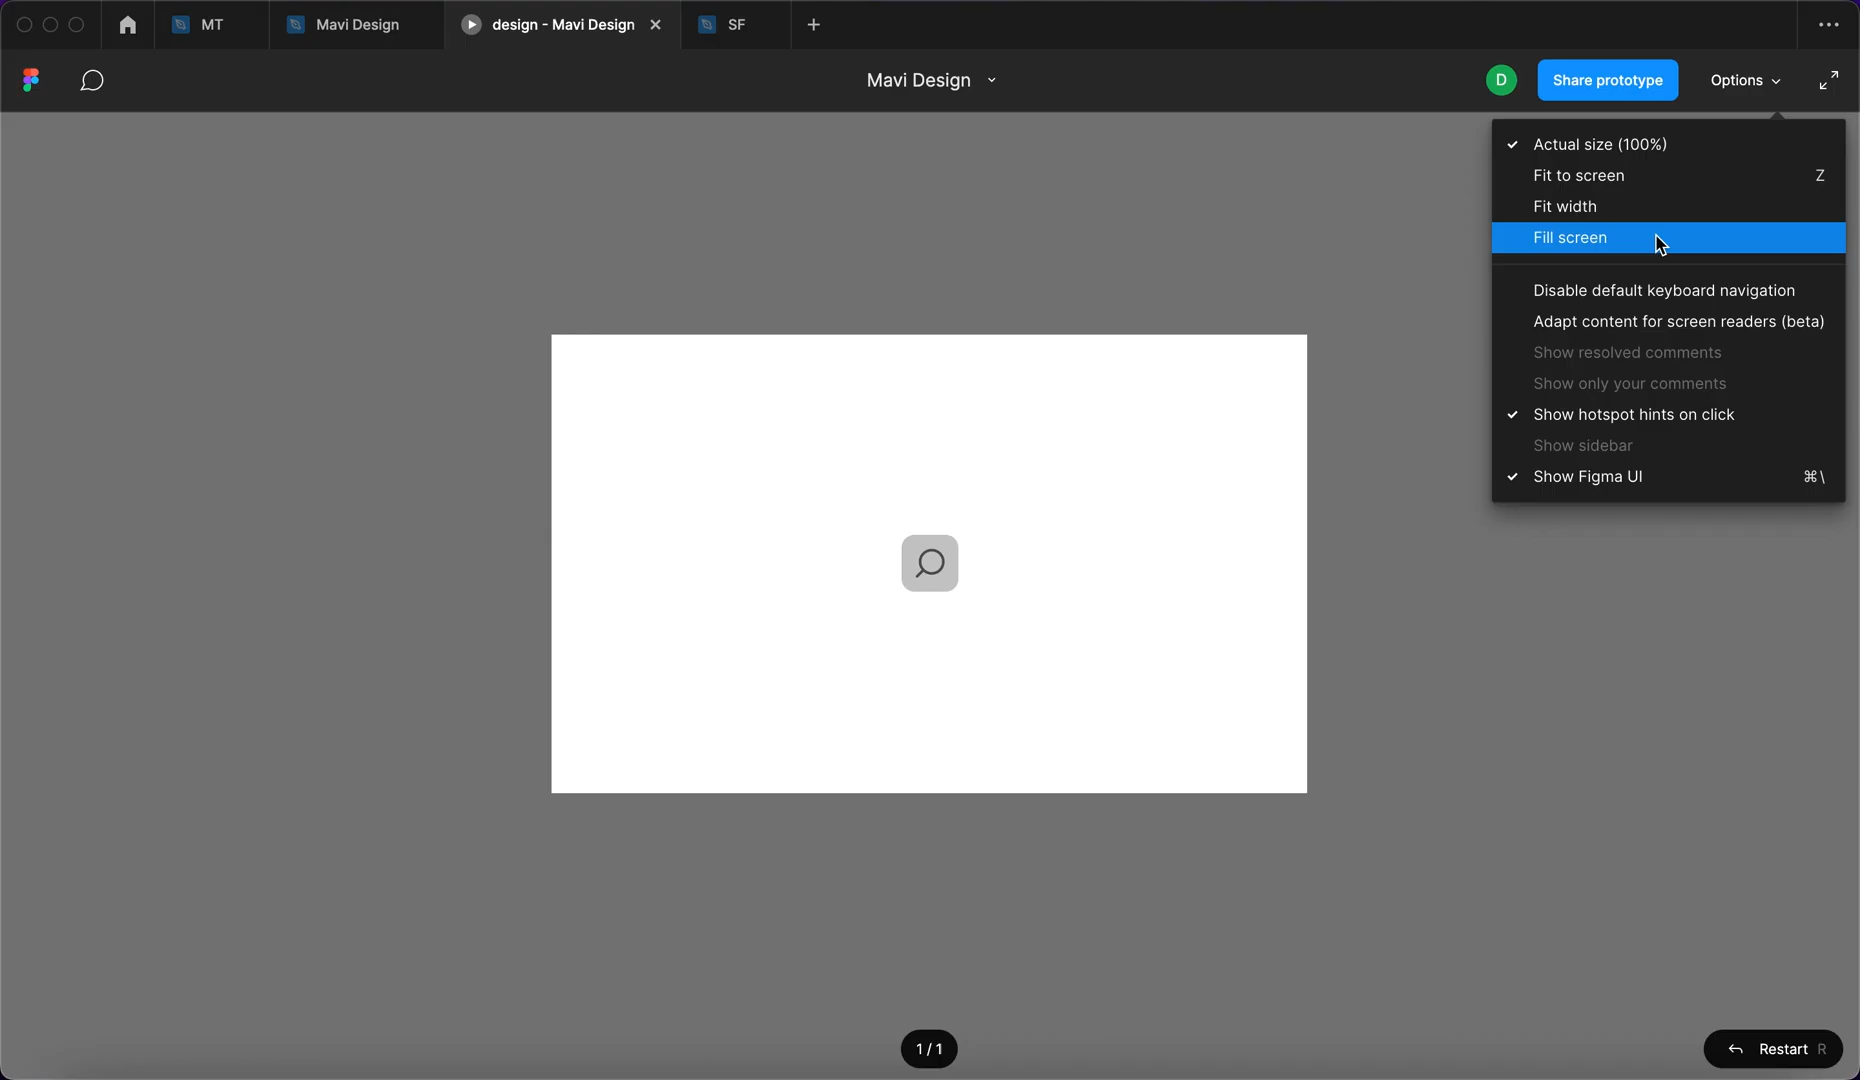 MT
Mavi Design
design - Mavi Design
SF
Mavi Design
D
Share prototype
Options
Actual size (100%)
Fit to screen Z
Fit width
Fill screen
Disable default keyboard navigation
Adapt content for screen readers (beta)
Show resolved comments
Show only your comments
Show hotspot hints on click
Show sidebar
Show Figma UI ⌘\
1 / 1
Restart R